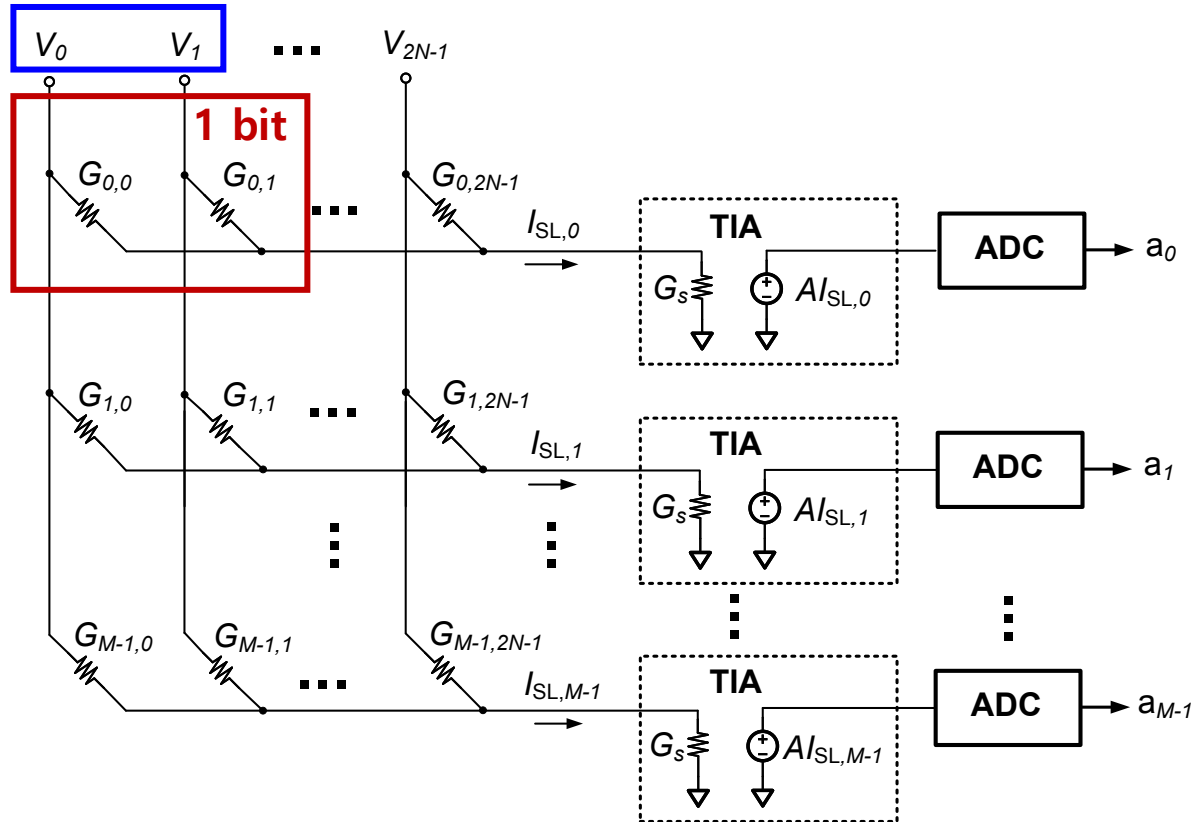 V0 V1 ... V2N-1
1 bit
G0,0 G0,1 ... G0,2N-1
ISL,0
TIA
Gs
AISL,0
ADC
a0
G1,0 G1,1 ... G1,2N-1
ISL,1
TIA
Gs
AISL,1
ADC
a1
GM-1,0 GM-1,1 ... GM-1,2N-1
ISL,M-1
TIA
Gs
AISL,M-1
ADC
aM-1